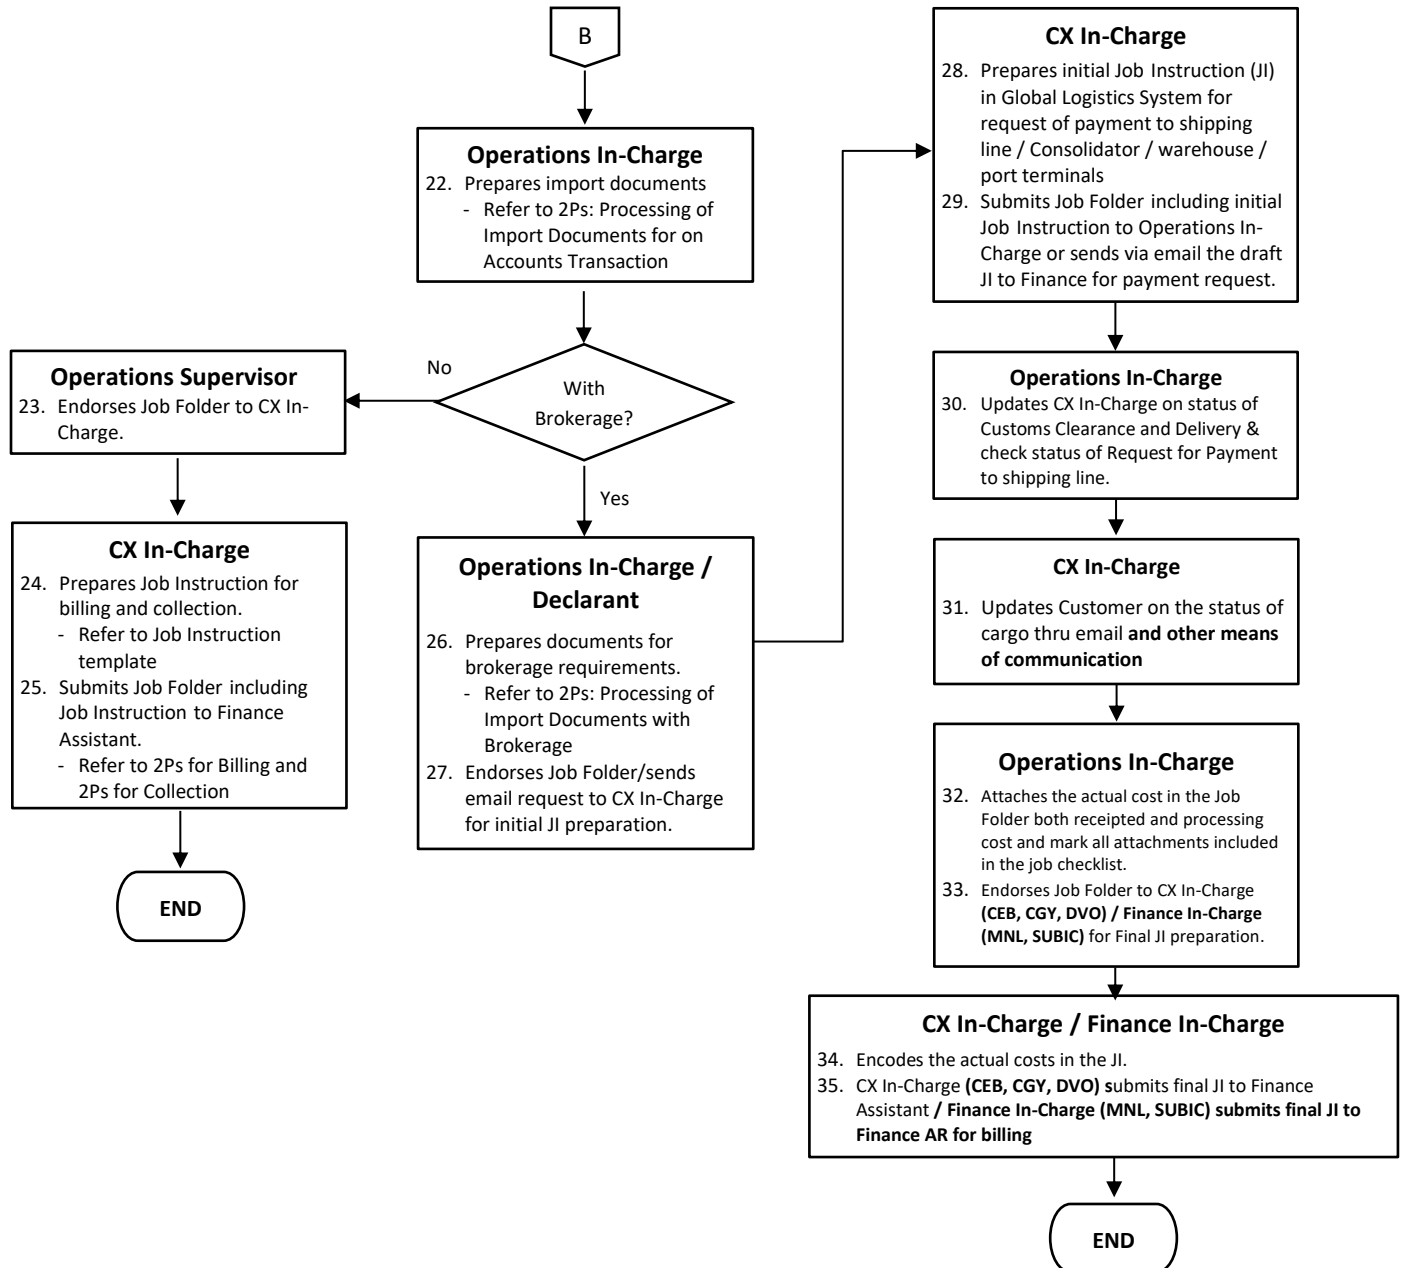 B
Operations In-Charge
22. Prepares import documents
- Refer to 2Ps: Processing of
Import Documents for on
Accounts Transaction
With
Brokerage?
No
Yes
Operations Supervisor
23. Endorses Job Folder to CX In-
Charge.
CX In-Charge
24. Prepares Job Instruction for
billing and collection.
- Refer to Job Instruction
template
25. Submits Job Folder including
Job Instruction to Finance
Assistant.
- Refer to 2Ps for Billing and
2Ps for Collection
END
Operations In-Charge /
Declarant
26. Prepares documents for
brokerage requirements.
- Refer to 2Ps: Processing of
Import Documents with
Brokerage
27. Endorses Job Folder/sends
email request to CX In-Charge
for initial JI preparation.
CX In-Charge
28. Prepares initial Job Instruction (JI)
in Global Logistics System for
request of payment to shipping
line / Consolidator / warehouse /
port terminals
29. Submits Job Folder including initial
Job Instruction to Operations In-
Charge or sends via email the draft
JI to Finance for payment request.
Operations In-Charge
30. Updates CX In-Charge on status of
Customs Clearance and Delivery &
check status of Request for Payment
to shipping line.
CX In-Charge
31. Updates Customer on the status of
cargo thru email and other means
of communication
Operations In-Charge
32. Attaches the actual cost in the Job
Folder both receipted and processing
cost and mark all attachments included
in the job checklist.
33. Endorses Job Folder to CX In-Charge
(CEB, CGY, DVO) / Finance In-Charge
(MNL, SUBIC) for Final JI preparation.
CX In-Charge / Finance In-Charge
34. Encodes the actual costs in the JI.
35. CX In-Charge (CEB, CGY, DVO) submits final JI to Finance
Assistant / Finance In-Charge (MNL, SUBIC) submits final JI to
Finance AR for billing
END